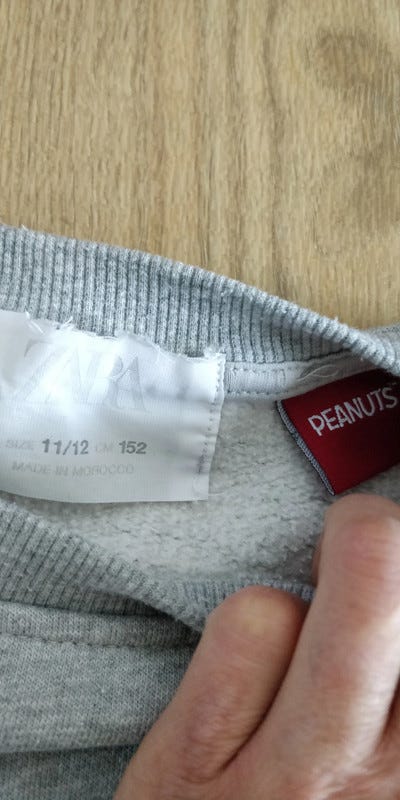 ZARA
SIZE 11/12 CM 152
MADE IN MOROCCO
PEANUTS